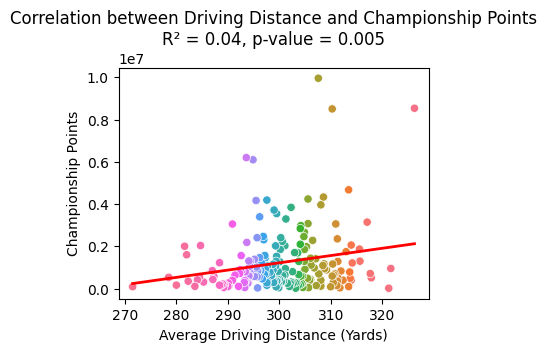 Correlation between Driving Distance and Championship Points
R² = 0.04, p-value = 0.005
1e7
1.0
0.8
0.6
0.4
0.2
0.0
Championship Points
270 280 290 300 310 320
Average Driving Distance (Yards)